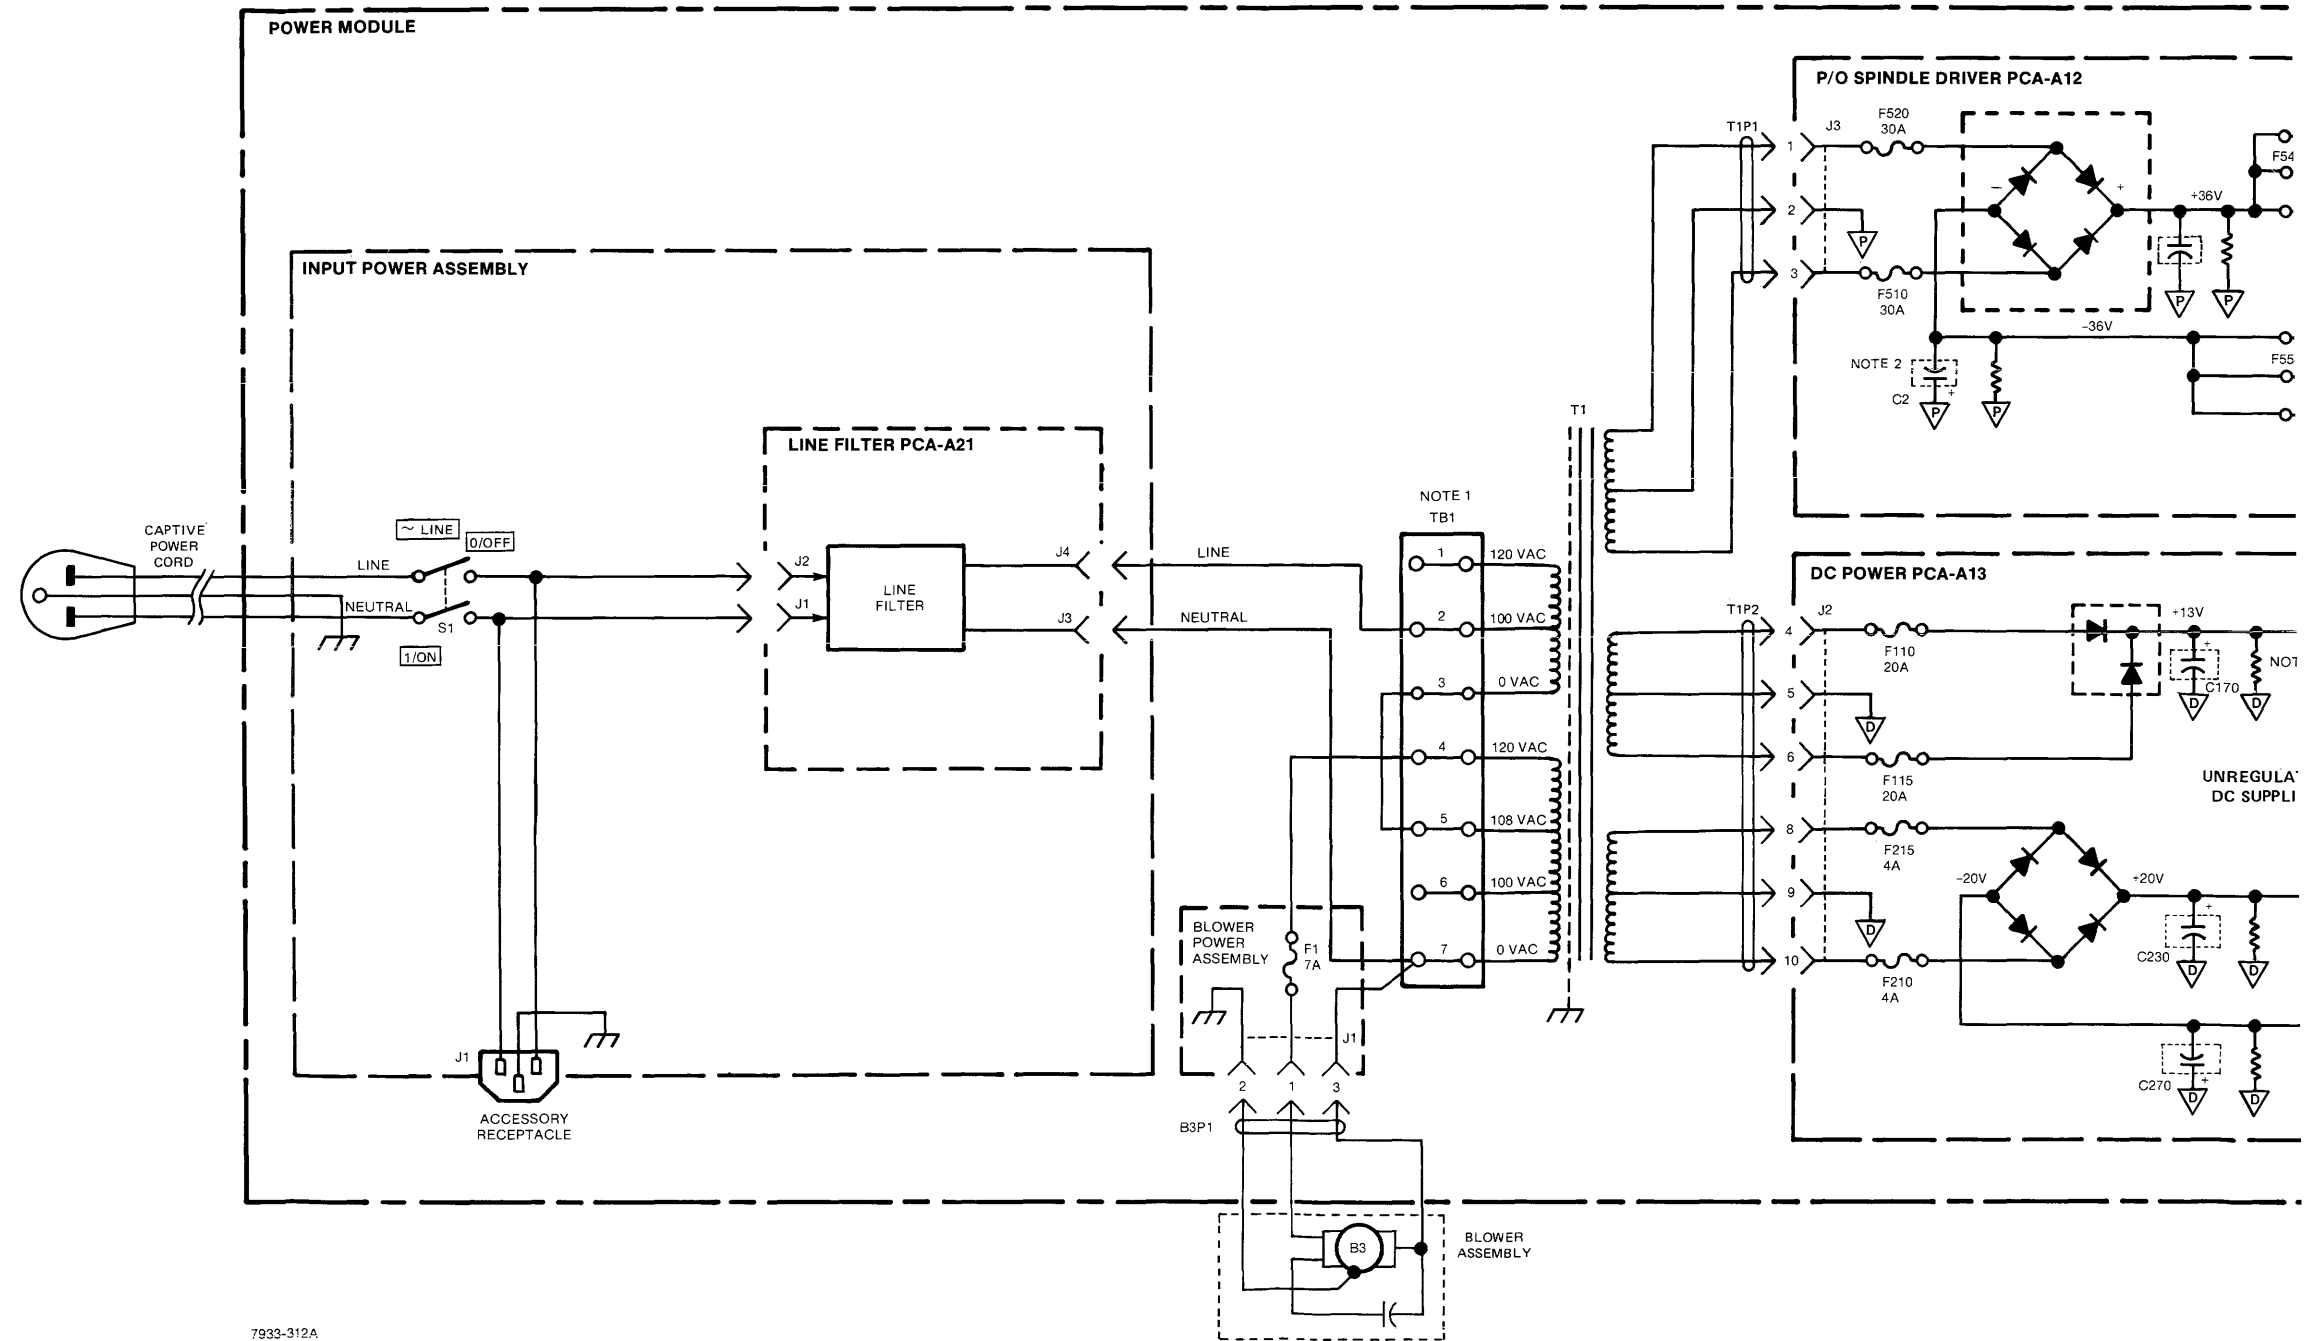 POWER MODULE
P/O SPINDLE DRIVER PCA-A12
T1P1
J3
F520
30A
1
2
3
P
F510
30A
−
+
+36V
F54
P
P
−36V
NOTE 2
C2
+
P
P
F55
INPUT POWER ASSEMBLY
LINE FILTER PCA-A21
CAPTIVE
POWER
CORD
~ LINE
0/OFF
LINE
NEUTRAL
S1
1/ON
J2
J1
LINE
FILTER
J4
J3
LINE
NEUTRAL
NOTE 1
TB1
T1
1
120 VAC
2
100 VAC
3
0 VAC
4
120 VAC
5
108 VAC
6
100 VAC
7
0 VAC
DC POWER PCA-A13
T1P2
J2
4
F110
20A
5
D
6
F115
20A
+13V
+
C170
D
D
NOT
UNREGULA
DC SUPPLI
8
F215
4A
9
D
10
F210
4A
−20V
+20V
+
C230
D
D
C270
+
D
D
BLOWER
POWER
ASSEMBLY
F1
7A
J1
2
1
3
B3P1
J1
ACCESSORY
RECEPTACLE
B3
BLOWER
ASSEMBLY
7933-312A